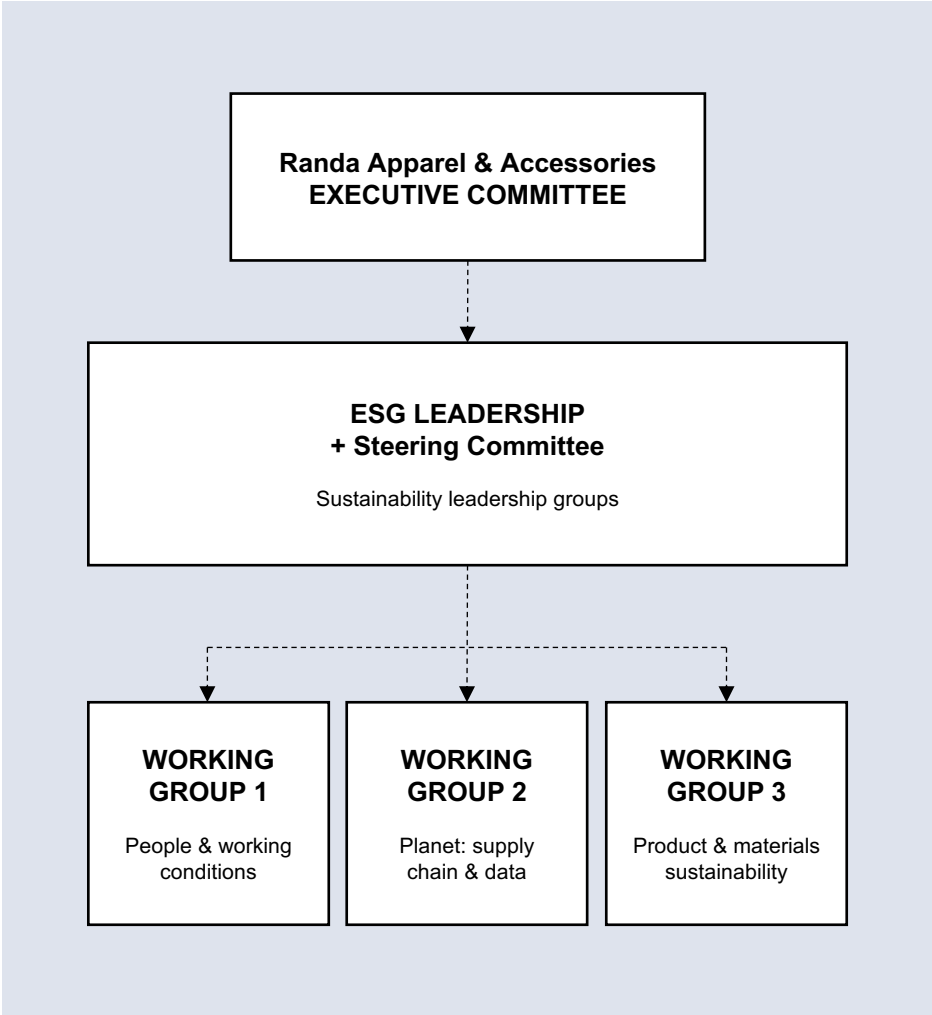 Randa Apparel & Accessories
EXECUTIVE COMMITTEE
ESG LEADERSHIP
+ Steering Committee
Sustainability leadership groups
WORKING
GROUP 1
People & working
conditions
WORKING
GROUP 2
Planet: supply
chain & data
WORKING
GROUP 3
Product & materials
sustainability